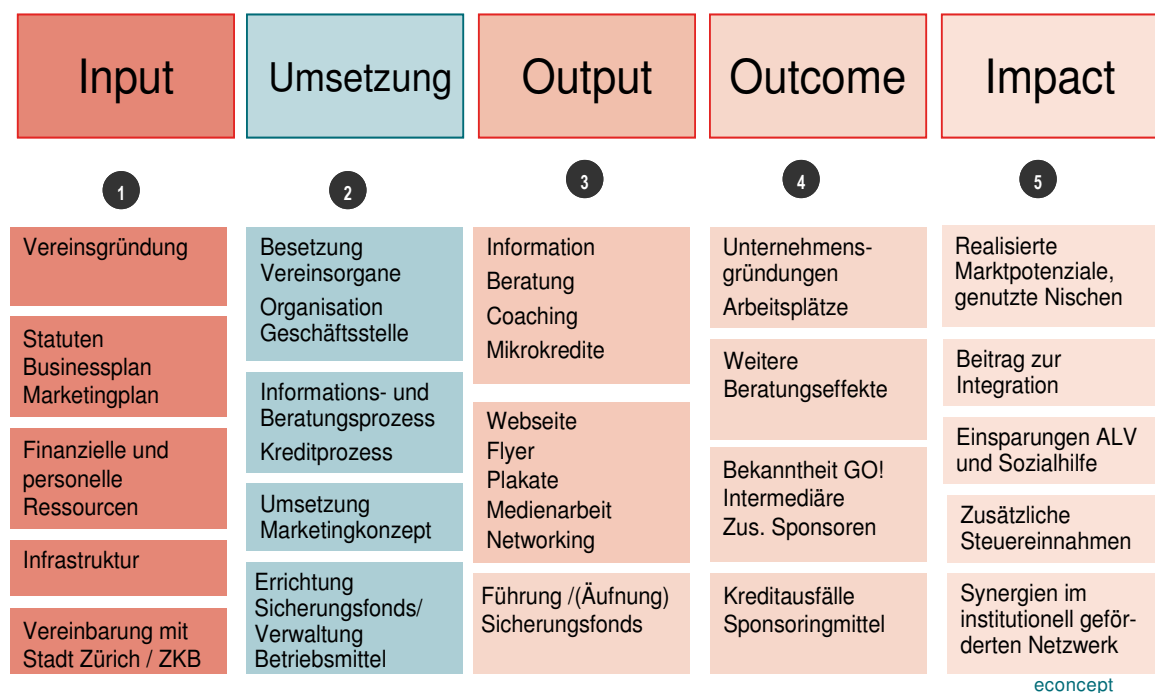 Input
Umsetzung
Output
Outcome
Impact
1
2
3
4
5
Vereinsgründung
Statuten
Businessplan
Marketingplan
Finanzielle und
personelle
Ressourcen
Infrastruktur
Vereinbarung mit
Stadt Zürich / ZKB
Besetzung
Vereinsorgane
Organisation
Geschäftsstelle
Informations- und
Beratungsprozess
Kreditprozess
Umsetzung
Marketingkonzept
Errichtung
Sicherungsfonds/
Verwaltung
Betriebsmittel
Information
Beratung
Coaching
Mikrokredite
Webseite
Flyer
Plakate
Medienarbeit
Networking
Führung /(Äufnung)
Sicherungsfonds
Unternehmens-
gründungen
Arbeitsplätze
Weitere
Beratungseffekte
Bekanntheit GO!
Intermediäre
Zus. Sponsoren
Kreditausfälle
Sponsoringmittel
Realisierte
Marktpotenziale,
genutzte Nischen
Beitrag zur
Integration
Einsparungen ALV
und Sozialhilfe
Zusätzliche
Steuereinnahmen
Synergien im
institutionell geför-
derten Netzwerk
econcept